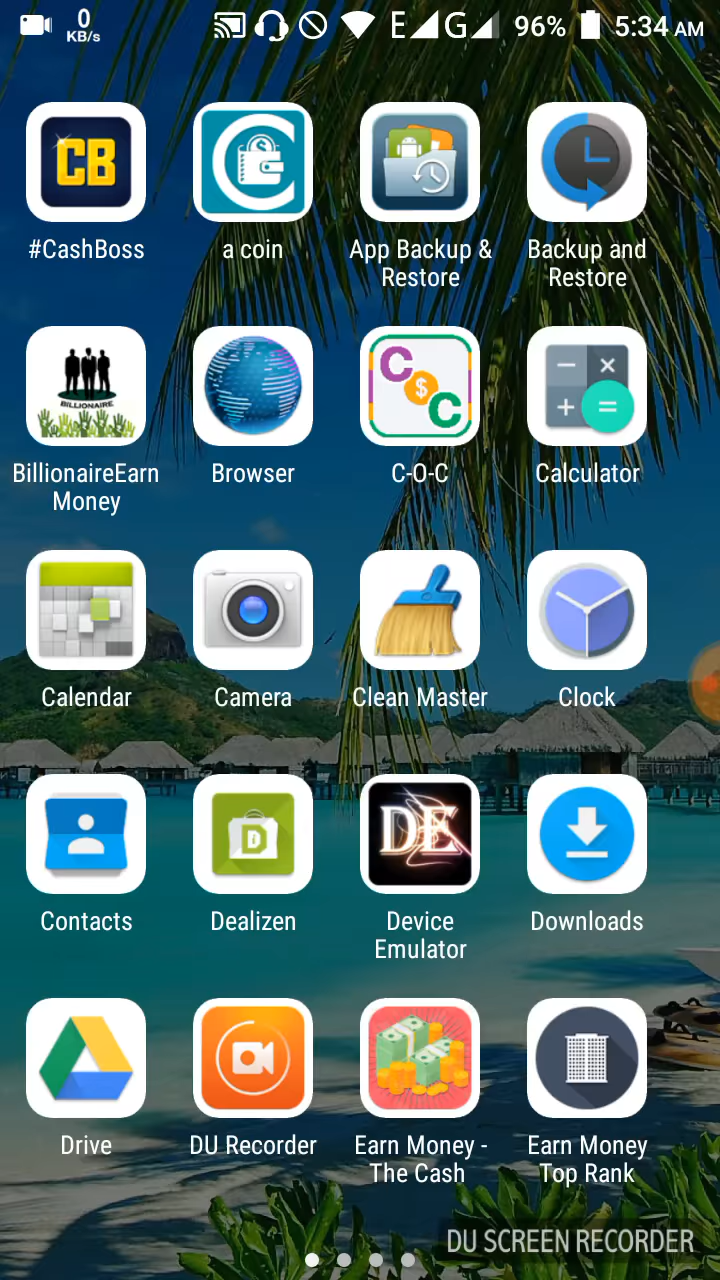 0
KB/s
E
G
96%
5:34 AM
CB
#CashBoss
a coin
App Backup &
Restore
Backup and
Restore
BILLIONAIRE
BillionaireEarn
Money
Browser
C
$
C
C-O-C
Calculator
Calendar
Camera
Clean Master
Clock
Contacts
D
Dealizen
DE
Device
Emulator
Downloads
Drive
DU Recorder
Earn Money -
The Cash
Earn Money
Top Rank
DU SCREEN RECORDER